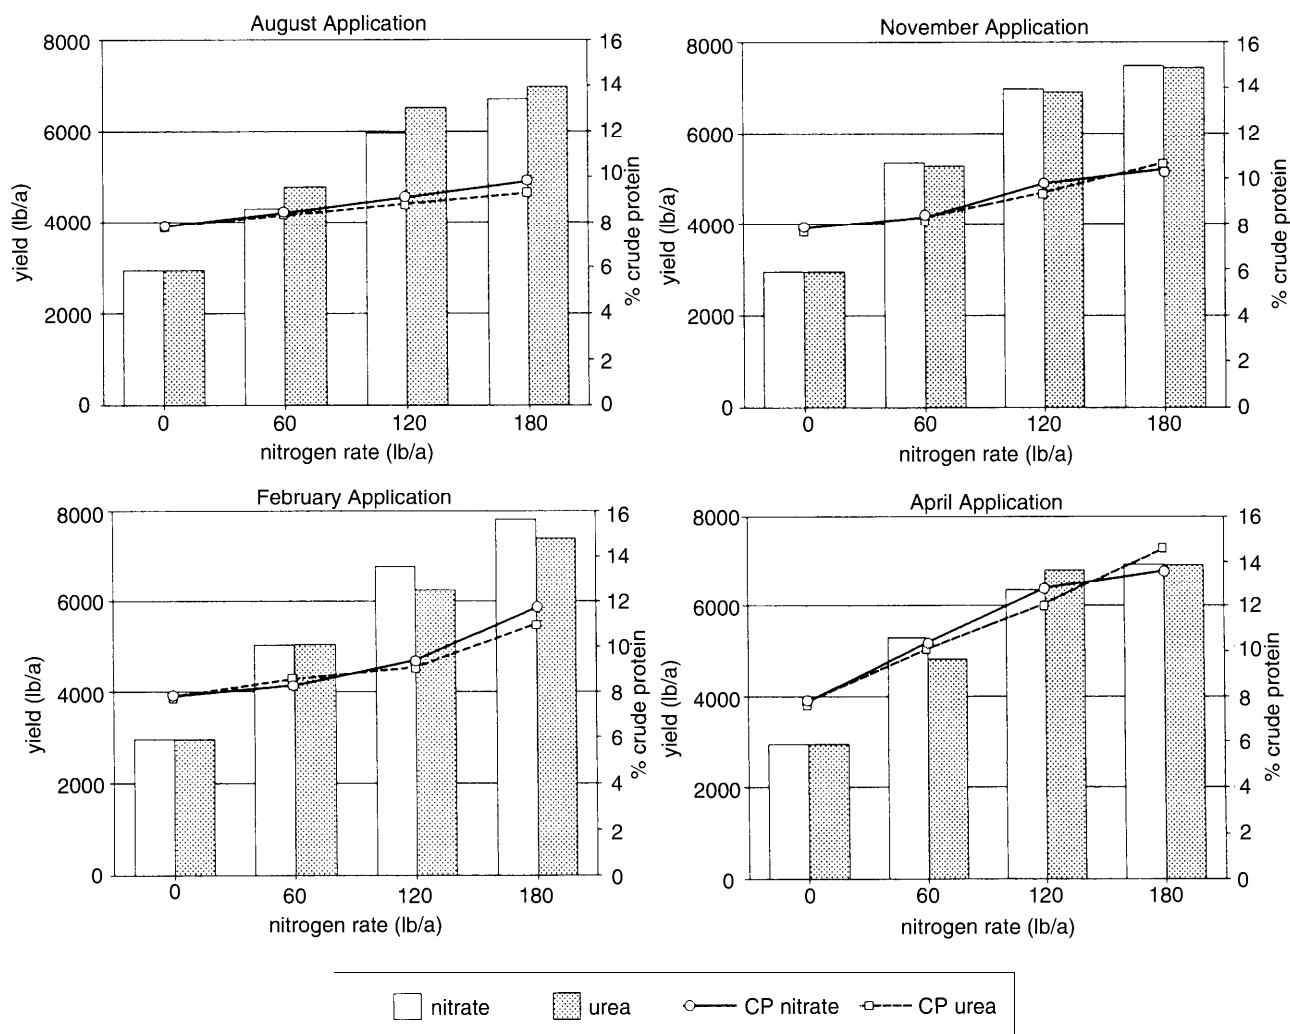 August Application
8000
6000
4000
2000
0
yield (lb/a)
16
14
12
10
8
6
4
2
0
% crude protein
0 60 120 180
nitrogen rate (lb/a)
November Application
8000
6000
4000
2000
0
yield (lb/a)
16
14
12
10
8
6
4
2
0
% crude protein
0 60 120 180
nitrogen rate (lb/a)
February Application
8000
6000
4000
2000
0
yield (lb/a)
16
14
12
10
8
6
4
2
0
% crude protein
0 60 120 180
nitrogen rate (lb/a)
April Application
8000
6000
4000
2000
0
yield (lb/a)
16
14
12
10
8
6
4
2
0
% crude protein
0 60 120 180
nitrogen rate (lb/a)
nitrate urea CP nitrate CP urea